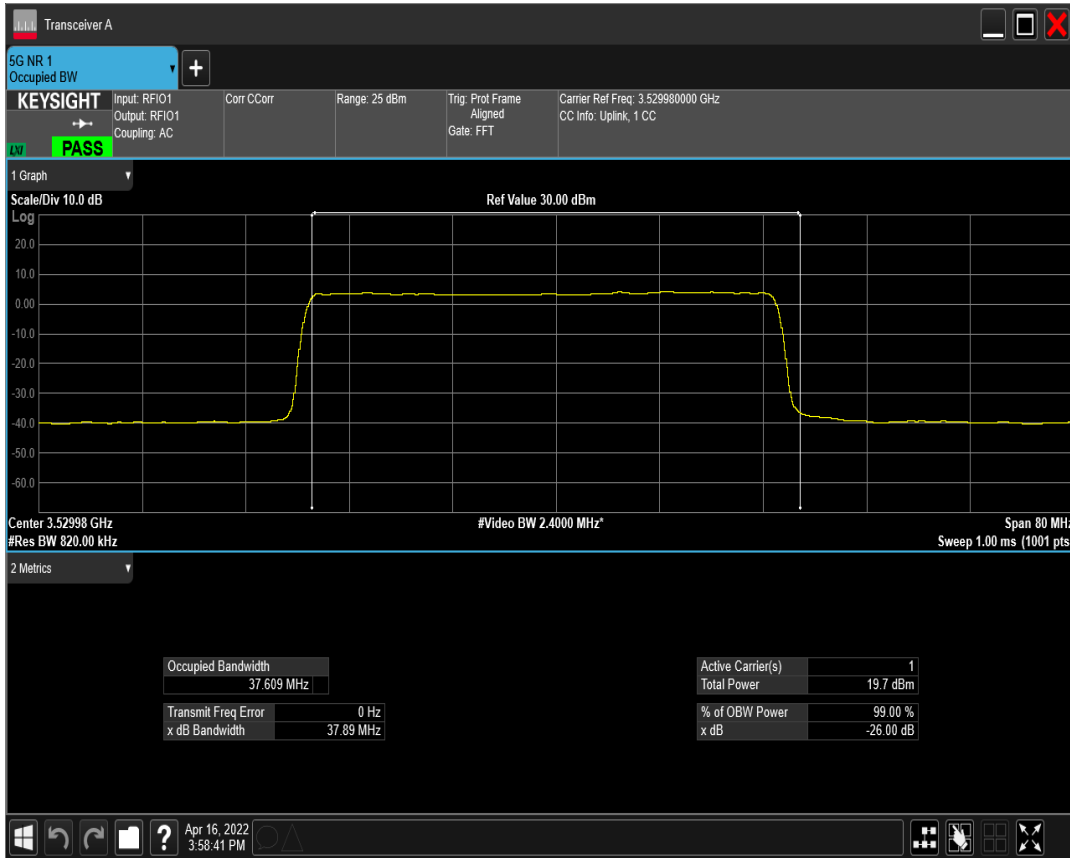 Transceiver A
5G NR 1
Occupied BW
+
KEYSIGHT
LXI
PASS
Input: RFIO1
Output: RFIO1
Coupling: AC
Corr CCorr
Range: 25 dBm
Trig: Prot Frame
Aligned
Gate: FFT
Carrier Ref Freq: 3.529980000 GHz
CC Info: Uplink, 1 CC
1 Graph
Scale/Div 10.0 dB
Ref Value 30.00 dBm
Log
20.0
10.0
0.00
-10.0
-20.0
-30.0
-40.0
-50.0
-60.0
Center 3.52998 GHz
#Video BW 2.4000 MHz*
Span 80 MHz
#Res BW 820.00 kHz
Sweep 1.00 ms (1001 pts
2 Metrics
Occupied Bandwidth
37.609 MHz
Transmit Freq Error 0 Hz
x dB Bandwidth 37.89 MHz
Active Carrier(s) 1
Total Power 19.7 dBm
% of OBW Power 99.00 %
x dB -26.00 dB
?
Apr 16, 2022
3:58:41 PM